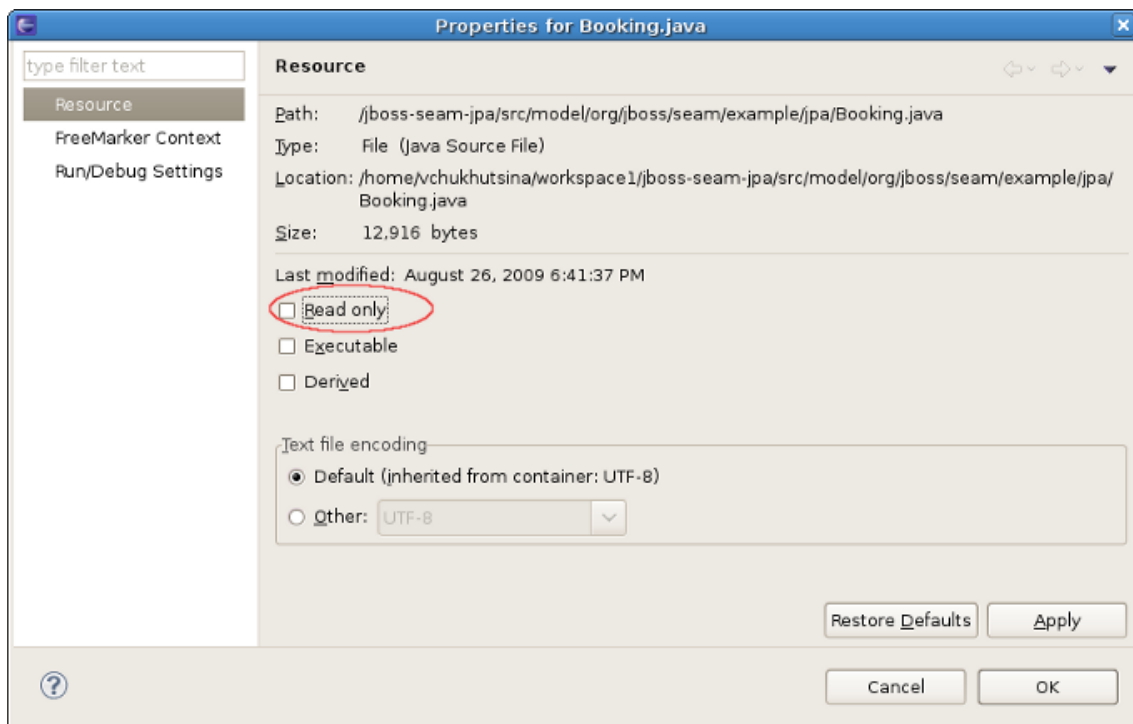 Properties for Booking.java
type filter text
Resource
FreeMarker Context
Run/Debug Settings
Resource
Path: /jboss-seam-jpa/src/model/org/jboss/seam/example/jpa/Booking.java
Type: File (Java Source File)
Location: /home/vchukhutsina/workspace1/jboss-seam-jpa/src/model/org/jboss/seam/example/jpa/
Booking.java
Size: 12,916 bytes
Last modified: August 26, 2009 6:41:37 PM
Read only
Executable
Derived
Text file encoding
Default (inherited from container: UTF-8)
Other: UTF-8
Restore Defaults Apply
? Cancel OK